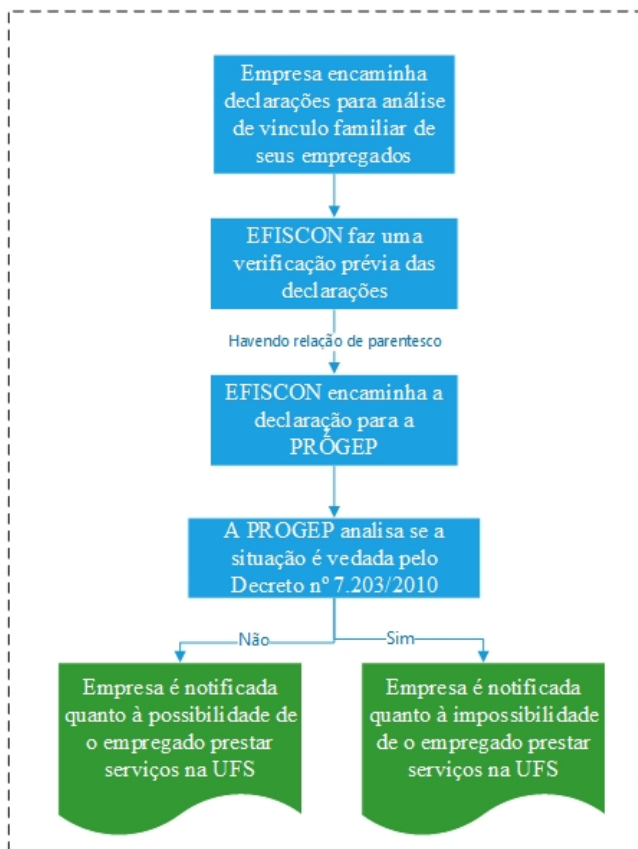 Empresa encaminha
declarações para análise
de vínculo familiar de
seus empregados
EFISCON faz uma
verificação prévia das
declarações
Havendo relação de parentesco
EFISCON encaminha a
declaração para a
PROGEP
A PROGEP analisa se a
situação é vedada pelo
Decreto nº 7.203/2010
Não
Sim
Empresa é notificada
quanto à possibilidade de
o empregado prestar
serviços na UFS
Empresa é notificada
quanto à impossibilidade
de o empregado prestar
serviços na UFS